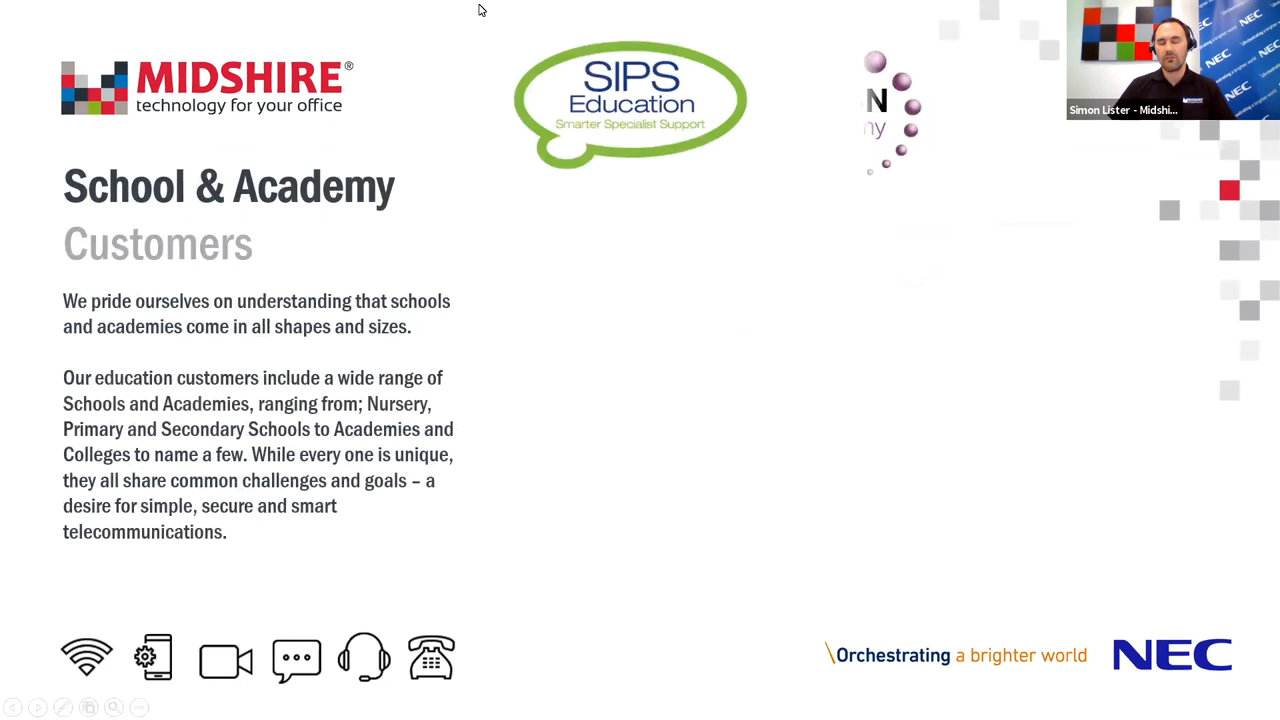 MIDSHIRE®
technology for your office
SIPS
Education
Smarter Specialist Support
N
NEC
NEC
Simon Lister - Midshi...
School & Academy
Customers
We pride ourselves on understanding that schools
and academies come in all shapes and sizes.
Our education customers include a wide range of
Schools and Academies, ranging from; Nursery,
Primary and Secondary Schools to Academies and
Colleges to name a few. While every one is unique,
they all share common challenges and goals – a
desire for simple, secure and smart
telecommunications.
\Orchestrating a brighter world
NEC